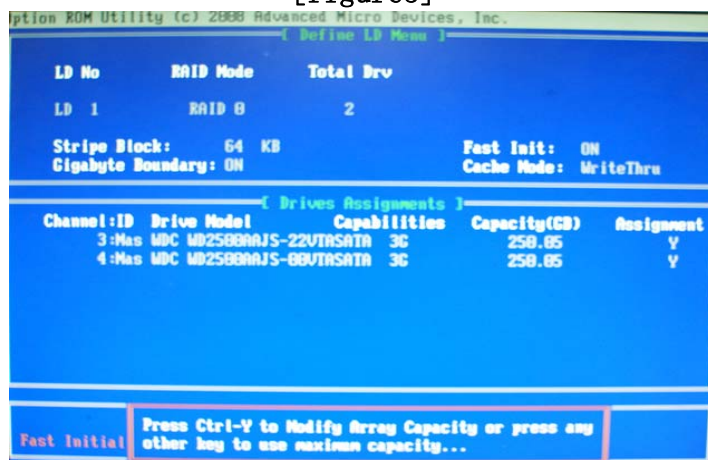 ption ROM Utility (c) 2008 Advanced Micro Devices, Inc.
[ Define LD Menu ]
LD No RAID Mode Total Drv
LD 1 RAID 0 2
Stripe Block: 64 KB Fast Init: ON
Gigabyte Boundary: ON Cache Mode: WriteThru
[ Drives Assignments ]
Channel:ID Drive Model Capabilities Capacity(GB) Assignment
3:Mas WDC WD2500AAJS-22VTASATA 3G 250.05 Y
4:Mas WDC WD2500AAJS-00VTASATA 3G 250.05 Y
Press Ctrl-Y to Modify Array Capacity or press any
Fast Initial other key to use maximum capacity...